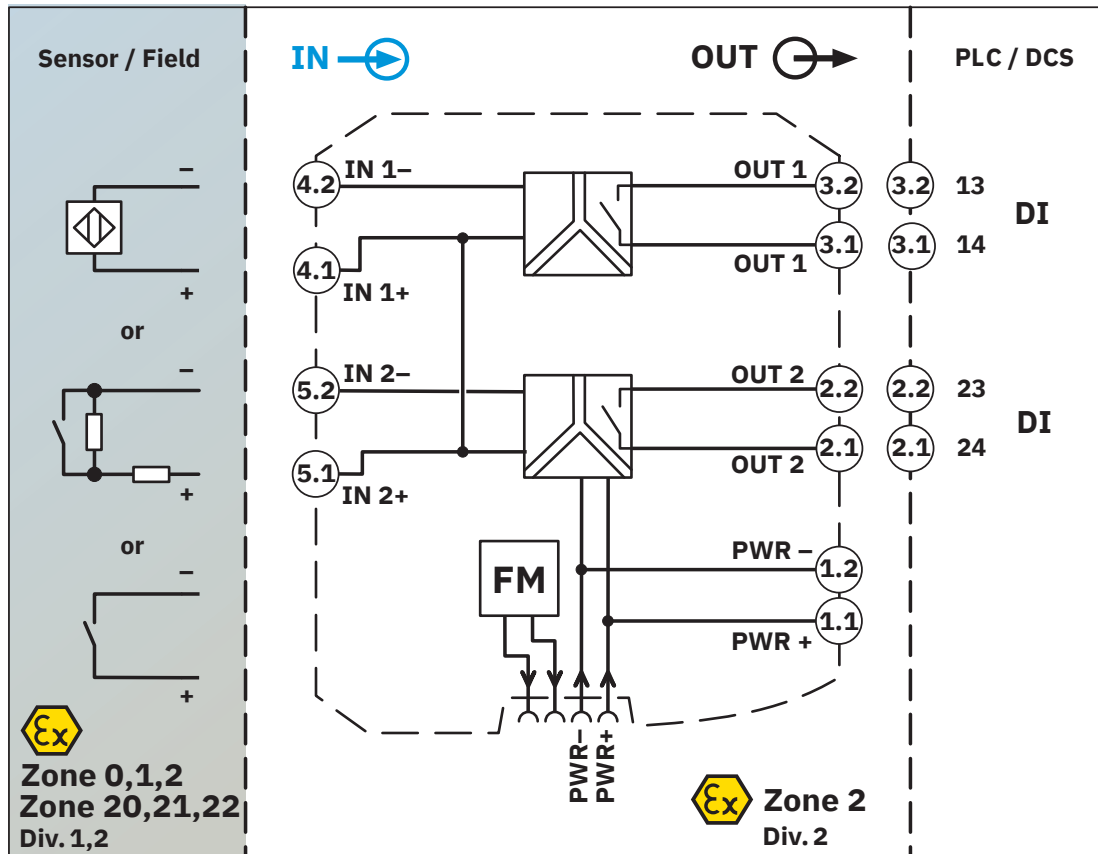 Sensor / Field
IN
OUT
PLC / DCS
–
+
or
–
+
or
–
+
εx
Zone 0,1,2
Zone 20,21,22
Div. 1,2
4.2
IN 1–
4.1
IN 1+
5.2
IN 2–
5.1
IN 2+
OUT 1
3.2
3.1
OUT 1
OUT 2
2.2
2.1
OUT 2
FM
PWR –
1.2
1.1
PWR +
PWR–
PWR+
εx
Zone 2
Div. 2
3.2
13
3.1
14
DI
2.2
23
2.1
24
DI